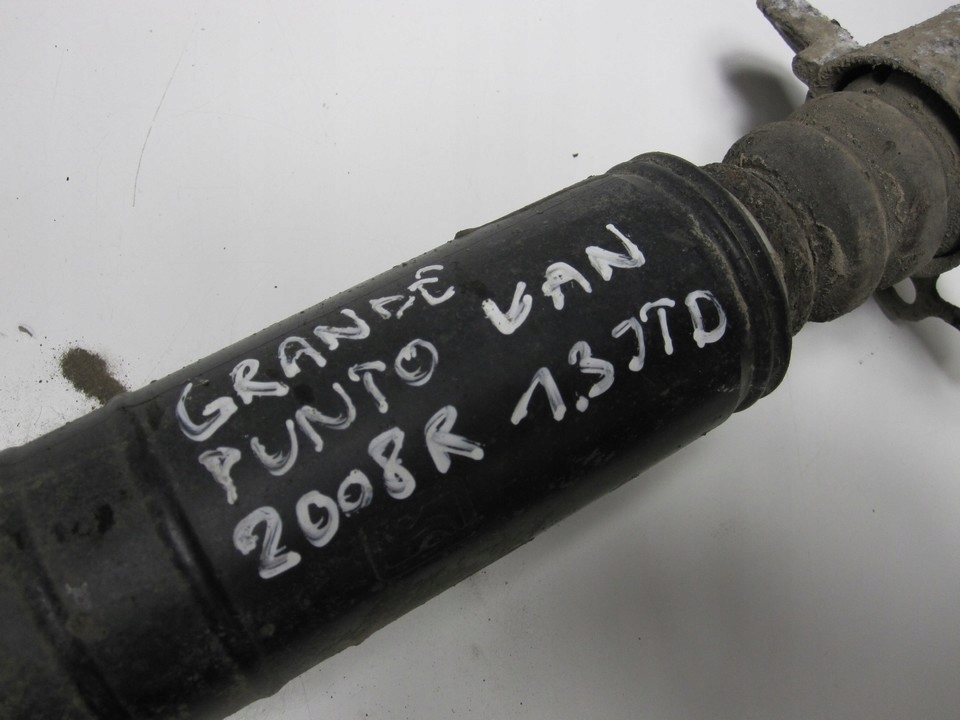 GRANDE
PUNTO VAN
2008R 1.3JTD